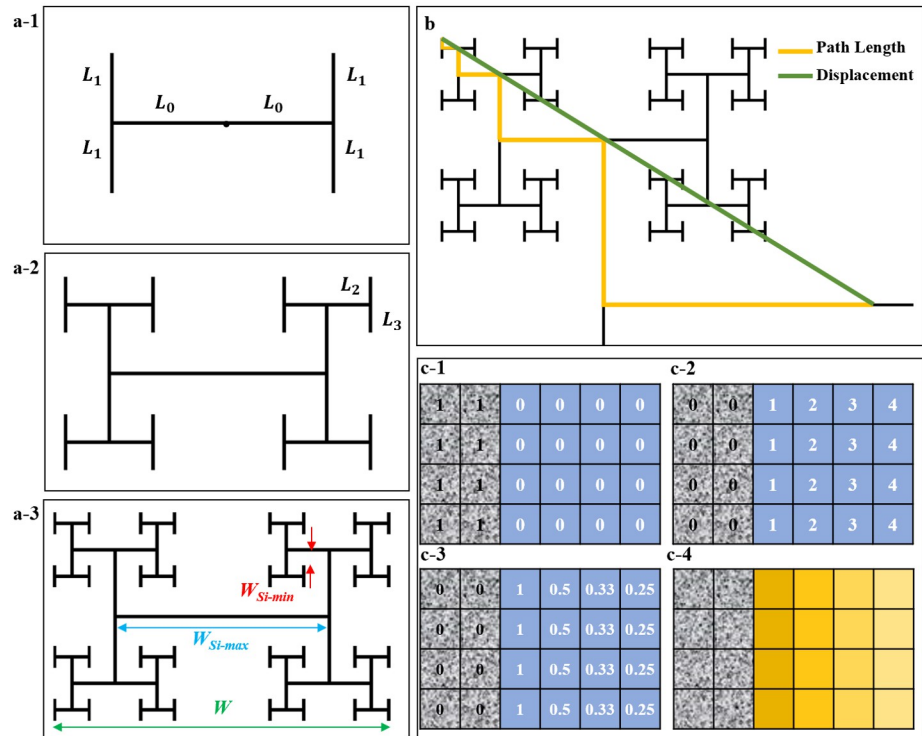 a-1
L₁ L₁
L₀ L₀
L₁ L₁
a-2
L₂
L₃
a-3
W_Si-min
W_Si-max
W
b
Path Length
Displacement
c-1
1 1 0 0 0 0
1 1 0 0 0 0
1 1 0 0 0 0
1 1 0 0 0 0
c-2
0 0 1 2 3 4
0 0 1 2 3 4
0 0 1 2 3 4
0 0 1 2 3 4
c-3
0 0 1 0.5 0.33 0.25
0 0 1 0.5 0.33 0.25
0 0 1 0.5 0.33 0.25
0 0 1 0.5 0.33 0.25
c-4